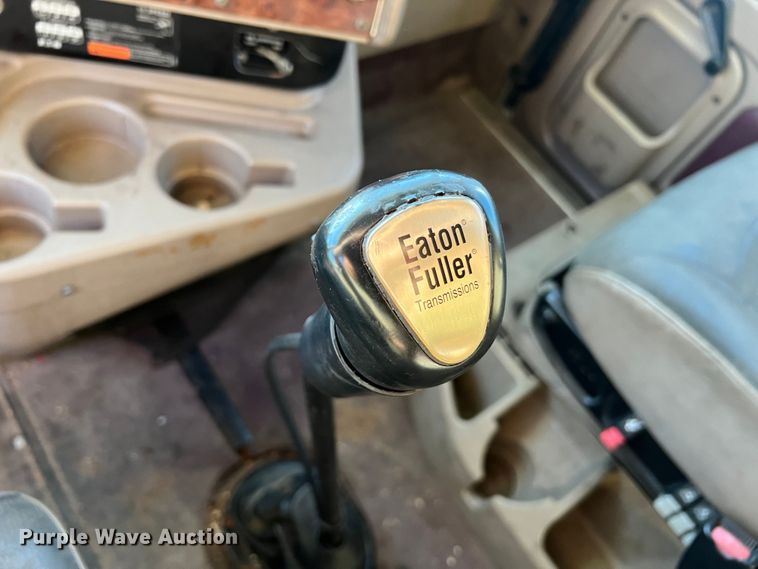 Eaton®
Fuller®
Transmissions
Purple Wave Auction®